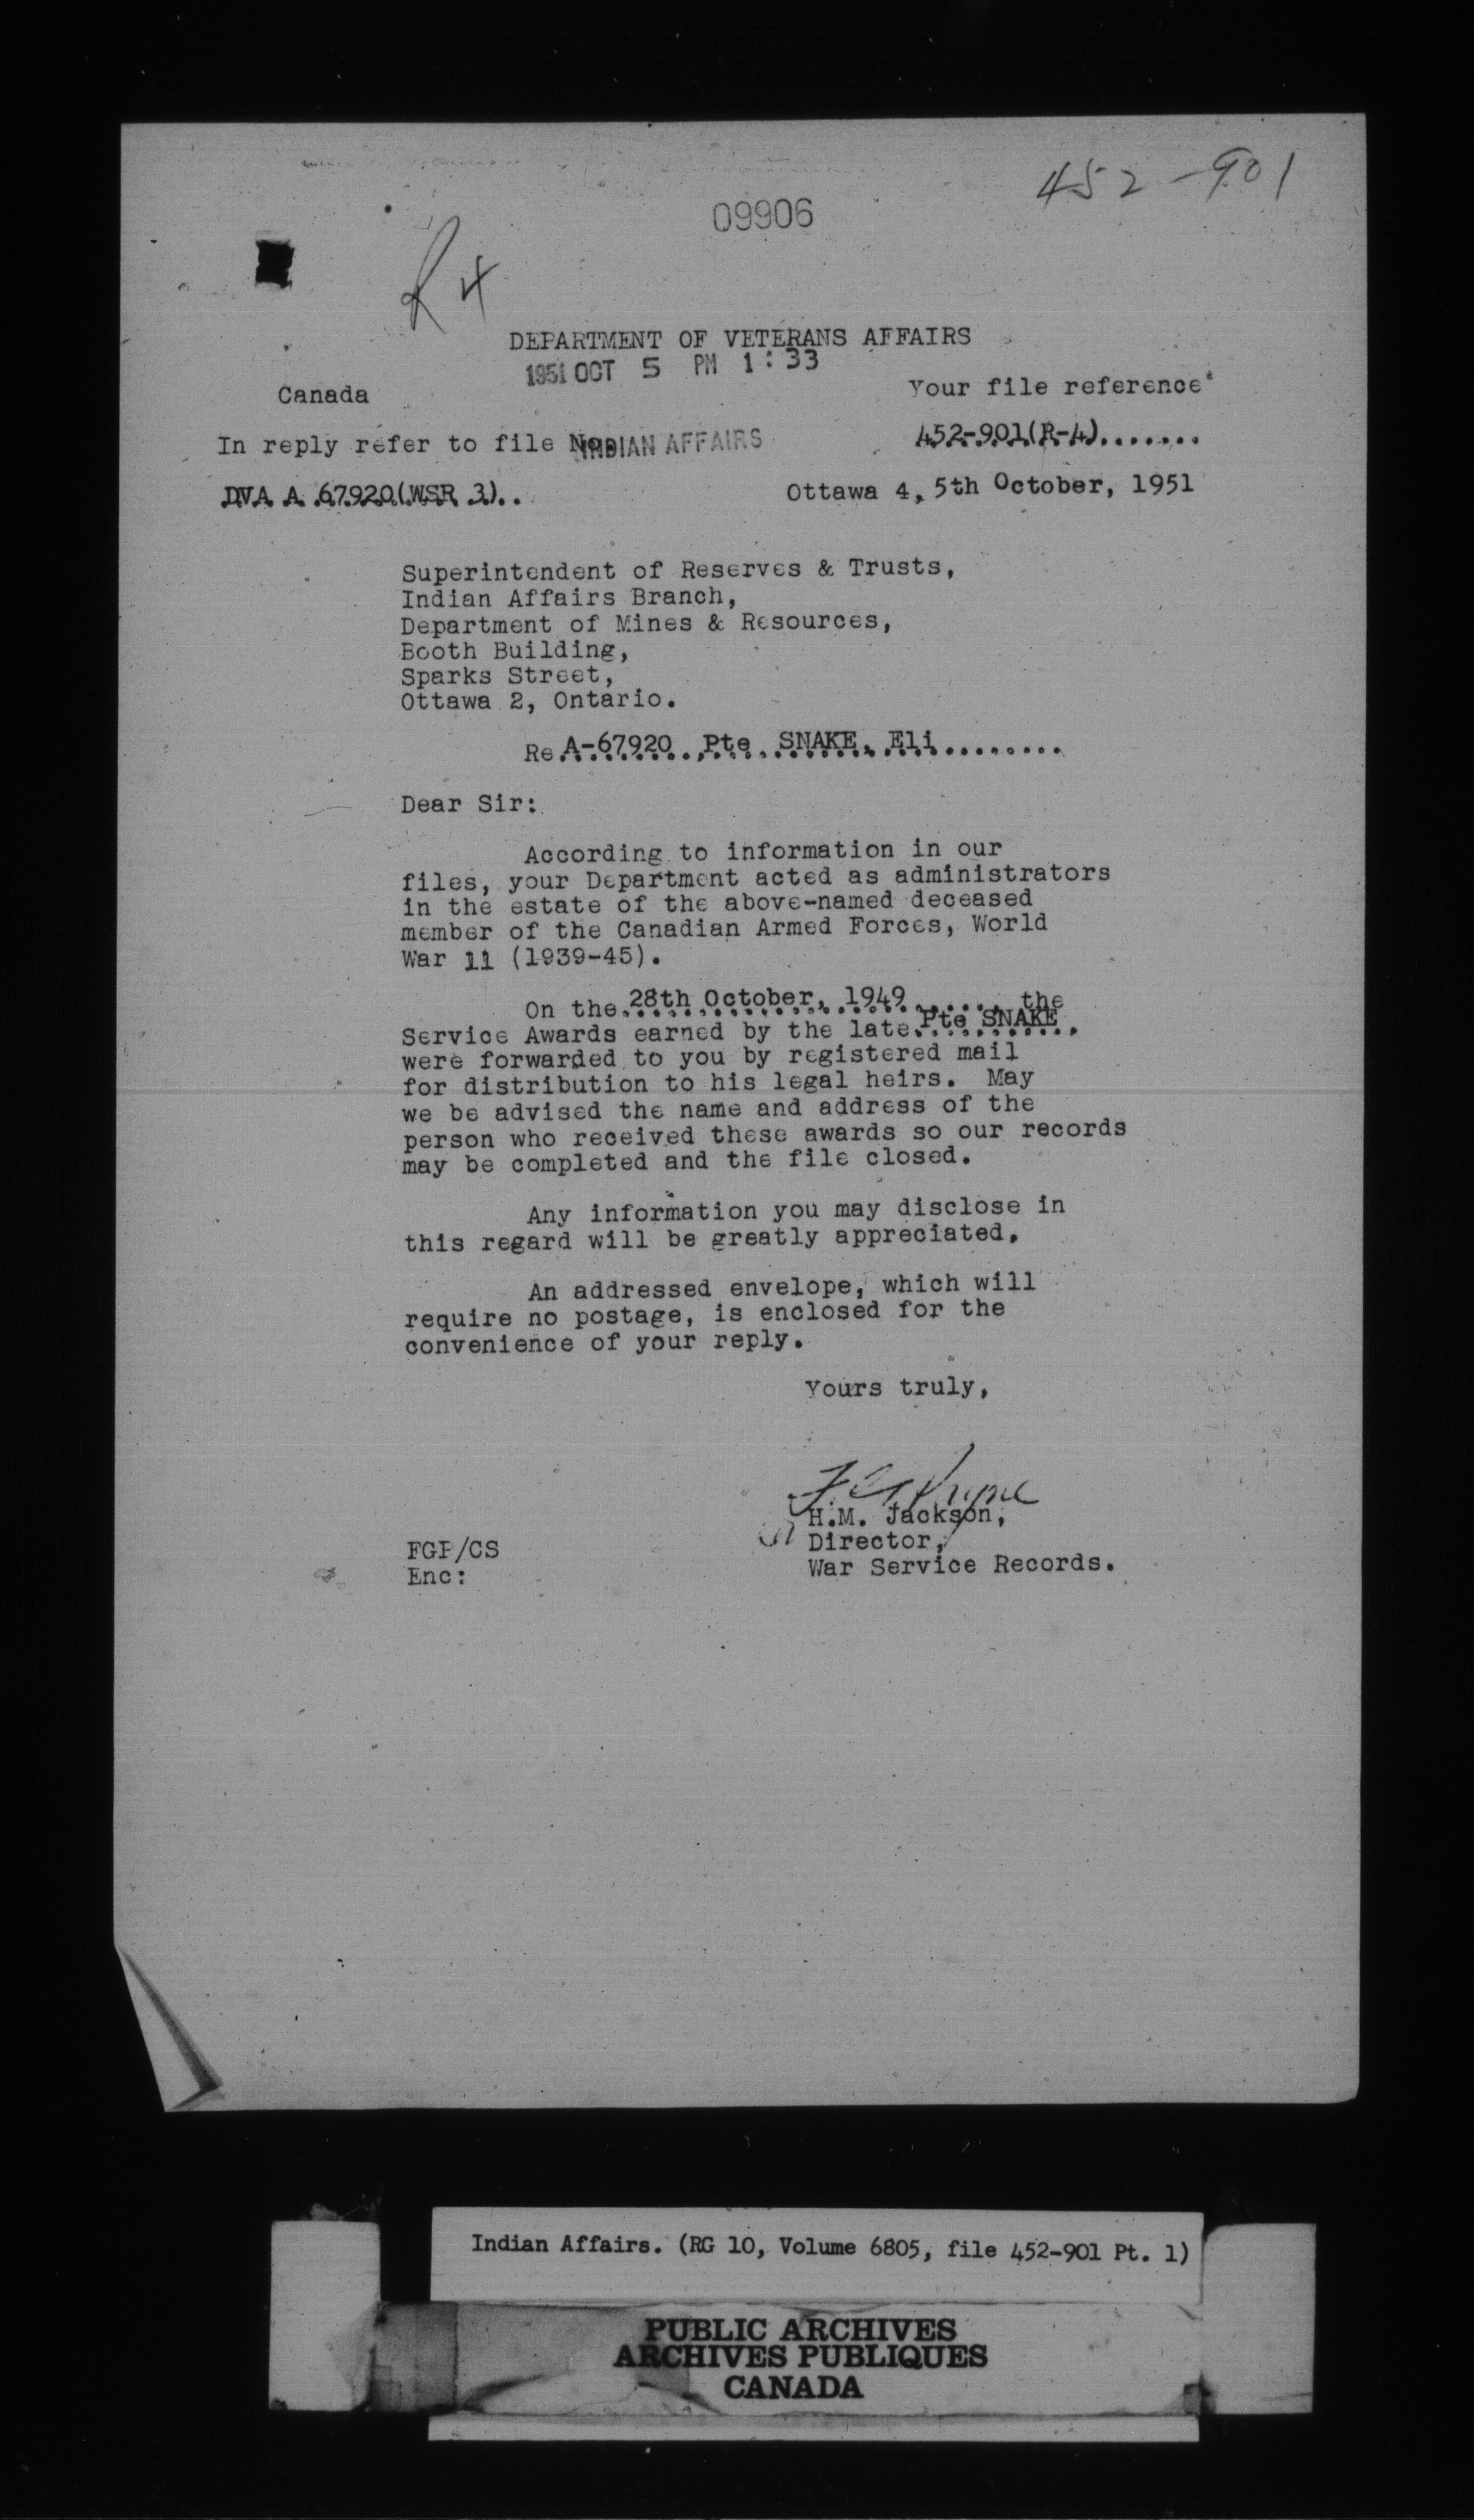 452-901
09906
R4
DEPARTMENT OF VETERANS AFFAIRS
1951 OCT 5 PM 1:33
Canada
Your file reference
In reply refer to file No.
INDIAN AFFAIRS
452-901(R-4).......
DVA A 67920(WSR 3)..
Ottawa 4, 5th October, 1951
Superintendent of Reserves & Trusts,
Indian Affairs Branch,
Department of Mines & Resources,
Booth Building,
Sparks Street,
Ottawa 2, Ontario.
Re A-67920 Pte SNAKE, Eli.........
Dear Sir:
According to information in our
files, your Department acted as administrators
in the estate of the above-named deceased
member of the Canadian Armed Forces, World
War 11 (1939-45).
On the 28th October, 1949 ......, the
Service Awards earned by the late Pte SNAKE
were forwarded to you by registered mail
for distribution to his legal heirs. May
we be advised the name and address of the
person who received these awards so our records
may be completed and the file closed.
Any information you may disclose in
this regard will be greatly appreciated.
An addressed envelope, which will
require no postage, is enclosed for the
convenience of your reply.
Yours truly,
H.M. Jackson,
Director,
War Service Records.
FGP/CS
Enc:
Indian Affairs. (RG 10, Volume 6805, file 452-901 Pt. 1)
PUBLIC ARCHIVES
ARCHIVES PUBLIQUES
CANADA